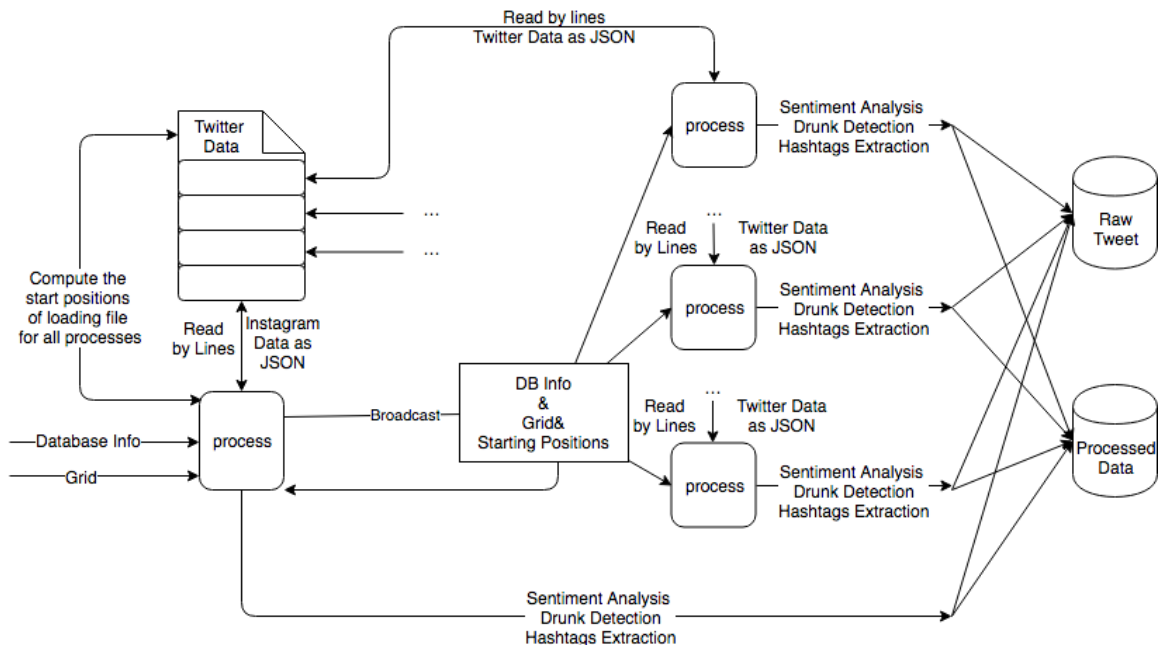 Read by lines
Twitter Data as JSON
Twitter
Data
process
Sentiment Analysis
Drunk Detection
Hashtags Extraction
...
...
Compute the
start positions
of loading file
for all processes
Read
by Lines
Instagram
Data as
JSON
...
Read
by Lines
Twitter Data
as JSON
process
Sentiment Analysis
Drunk Detection
Hashtags Extraction
Raw
Tweet
process
Database Info
Grid
Broadcast
DB Info
&
Grid&
Starting Positions
...
Read
by Lines
Twitter Data
as JSON
process
Sentiment Analysis
Drunk Detection
Hashtags Extraction
Processed
Data
Sentiment Analysis
Drunk Detection
Hashtags Extraction